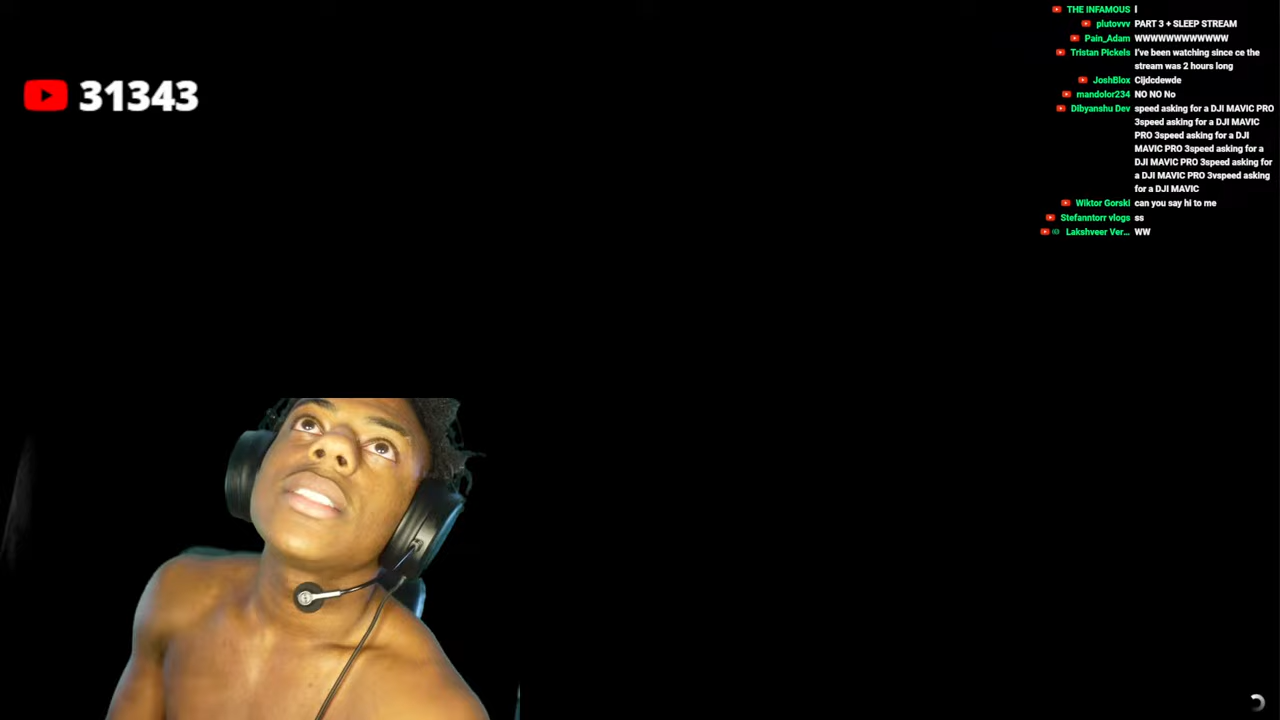 31343
THE INFAMOUS l
plutovvv PART 3 + SLEEP STREAM
Pain_Adam WWWWWWWWWWWW
Tristan Pickels I've been watching since ce the
stream was 2 hours long
JoshBlox Cijdcdewde
mandolor234 NO NO No
Dibyanshu Dev speed asking for a DJI MAVIC PRO
3speed asking for a DJI MAVIC
PRO 3speed asking for a DJI
MAVIC PRO 3speed asking for a
DJI MAVIC PRO 3speed asking for
a DJI MAVIC PRO 3vspeed asking
for a DJI MAVIC
Wiktor Gorski can you say hi to me
Stefanntorr vlogs ss
Lakshveer Ver... WW